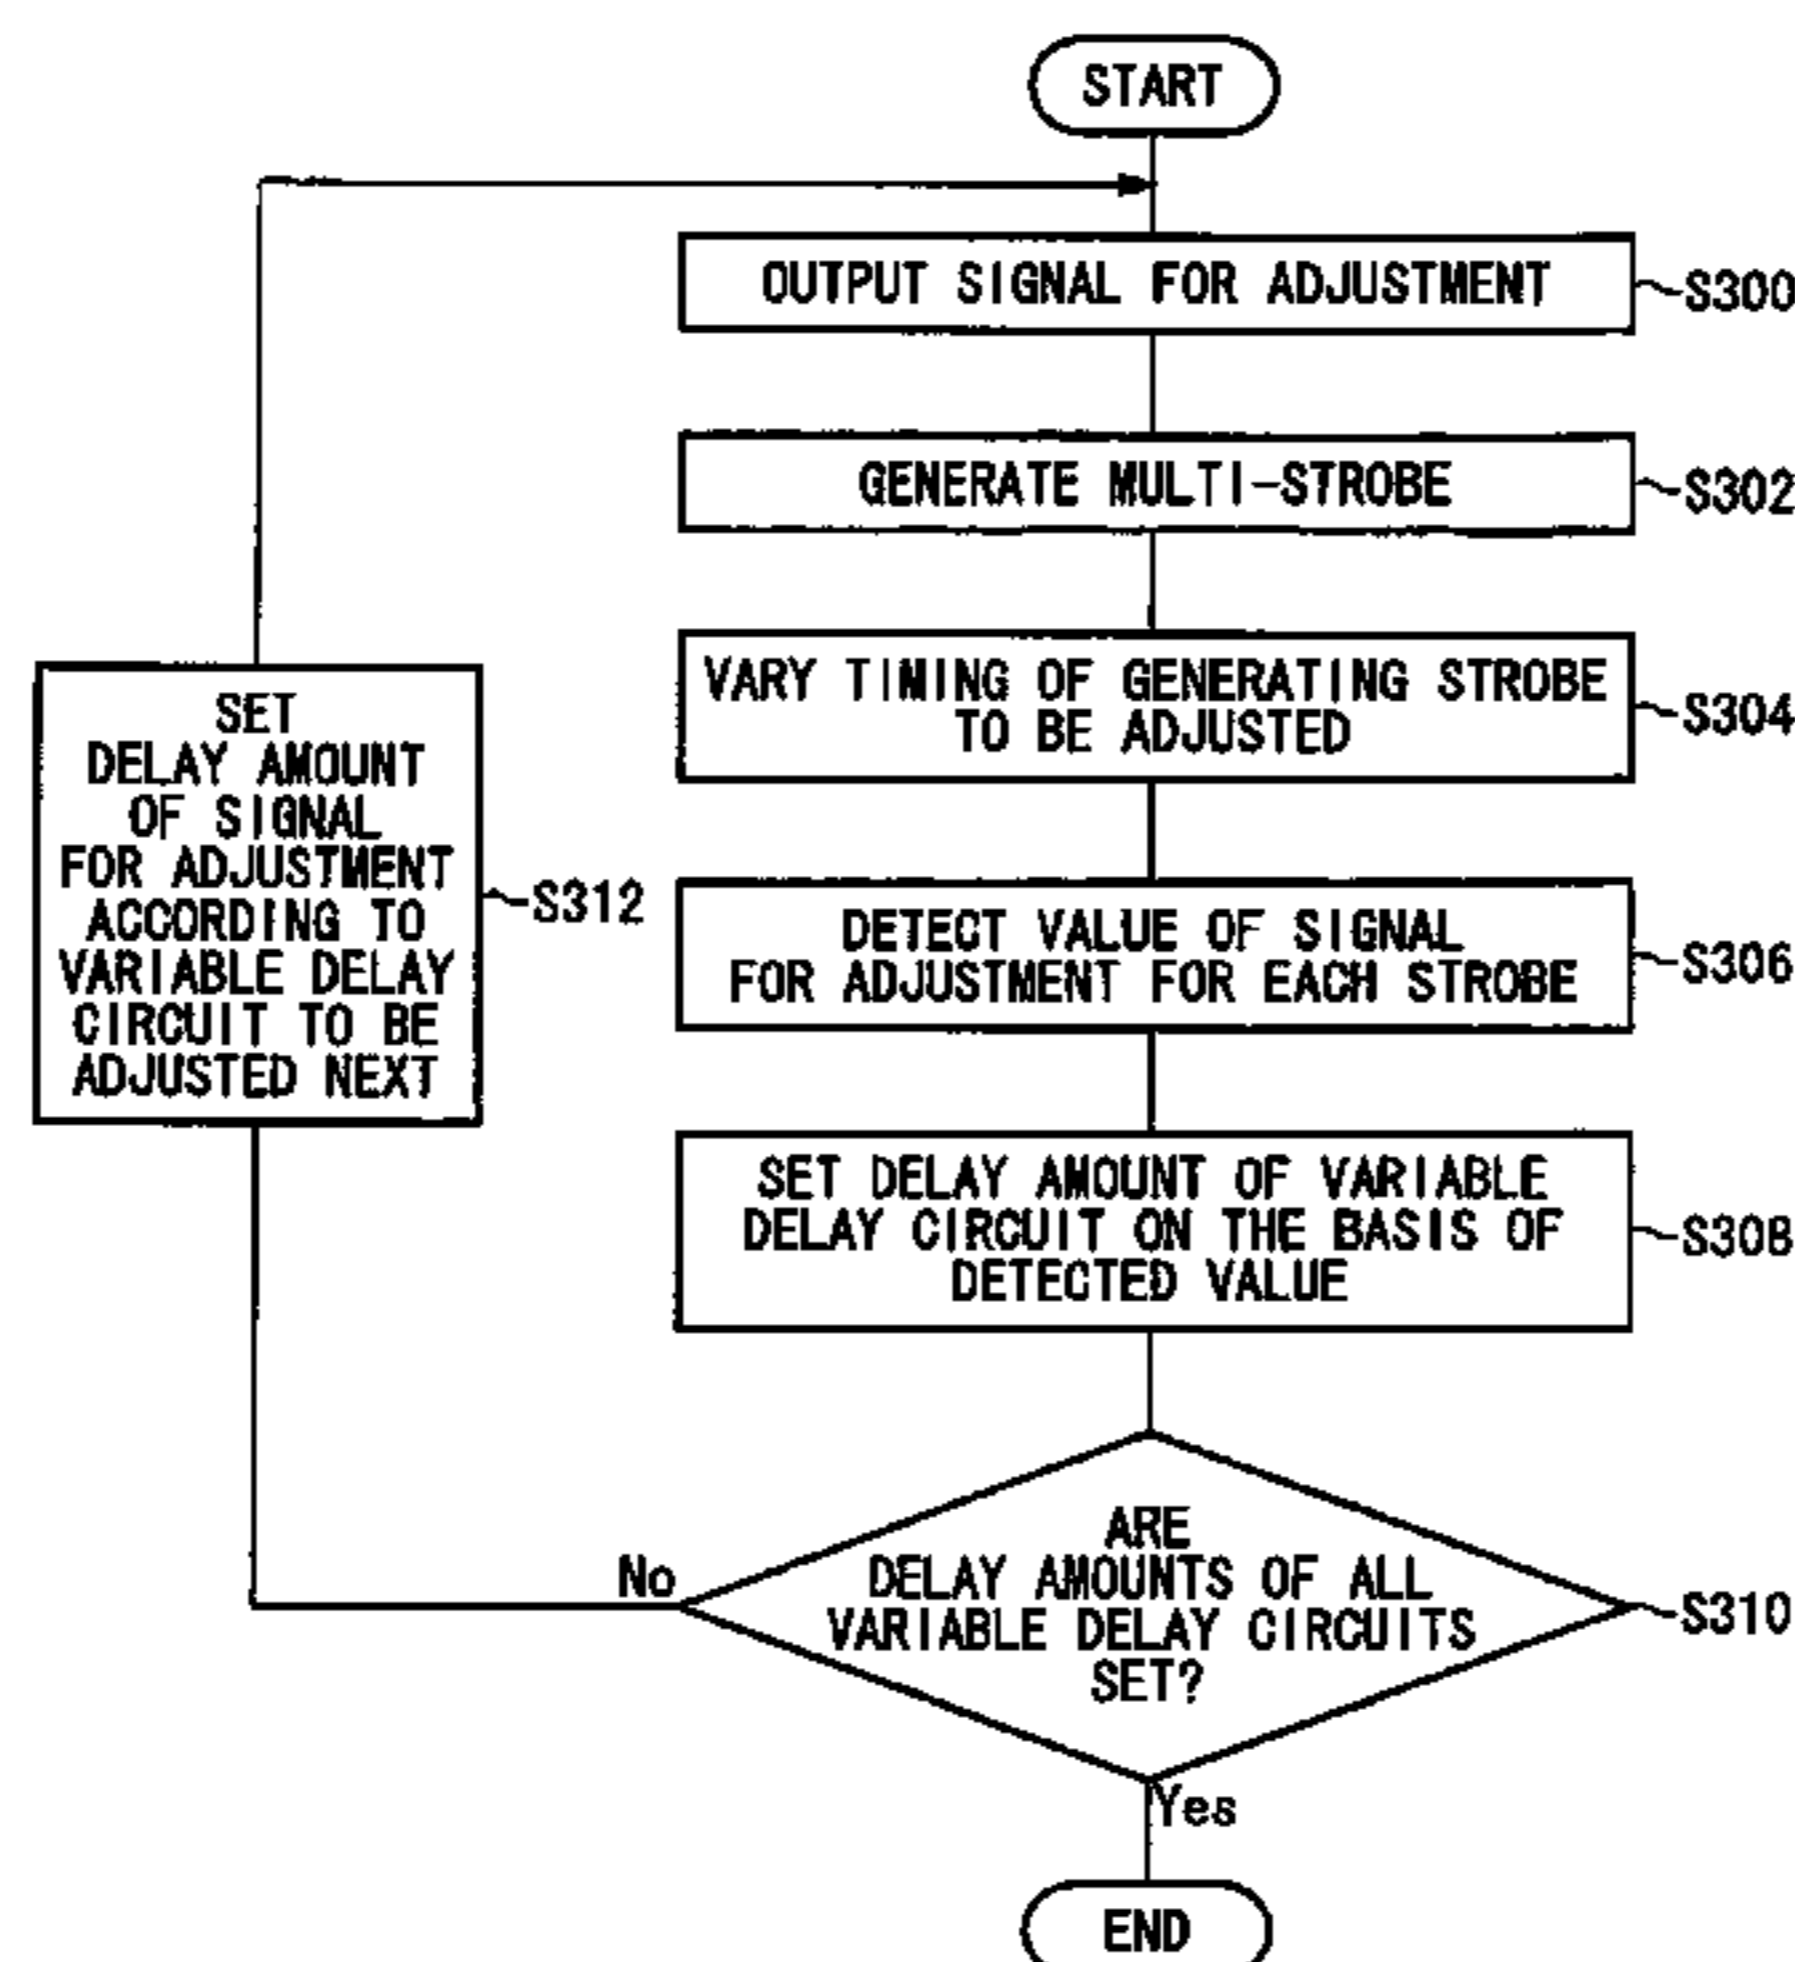 START
OUTPUT SIGNAL FOR ADJUSTMENT
S300
GENERATE MULTI-STROBE
S302
VARY TIMING OF GENERATING STROBE
TO BE ADJUSTED
S304
DETECT VALUE OF SIGNAL
FOR ADJUSTMENT FOR EACH STROBE
S306
SET DELAY AMOUNT OF VARIABLE
DELAY CIRCUIT ON THE BASIS OF
DETECTED VALUE
S308
ARE
DELAY AMOUNTS OF ALL
VARIABLE DELAY CIRCUITS
SET?
S310
No
Yes
SET
DELAY AMOUNT
OF SIGNAL
FOR ADJUSTMENT
ACCORDING TO
VARIABLE DELAY
CIRCUIT TO BE
ADJUSTED NEXT
S312
END